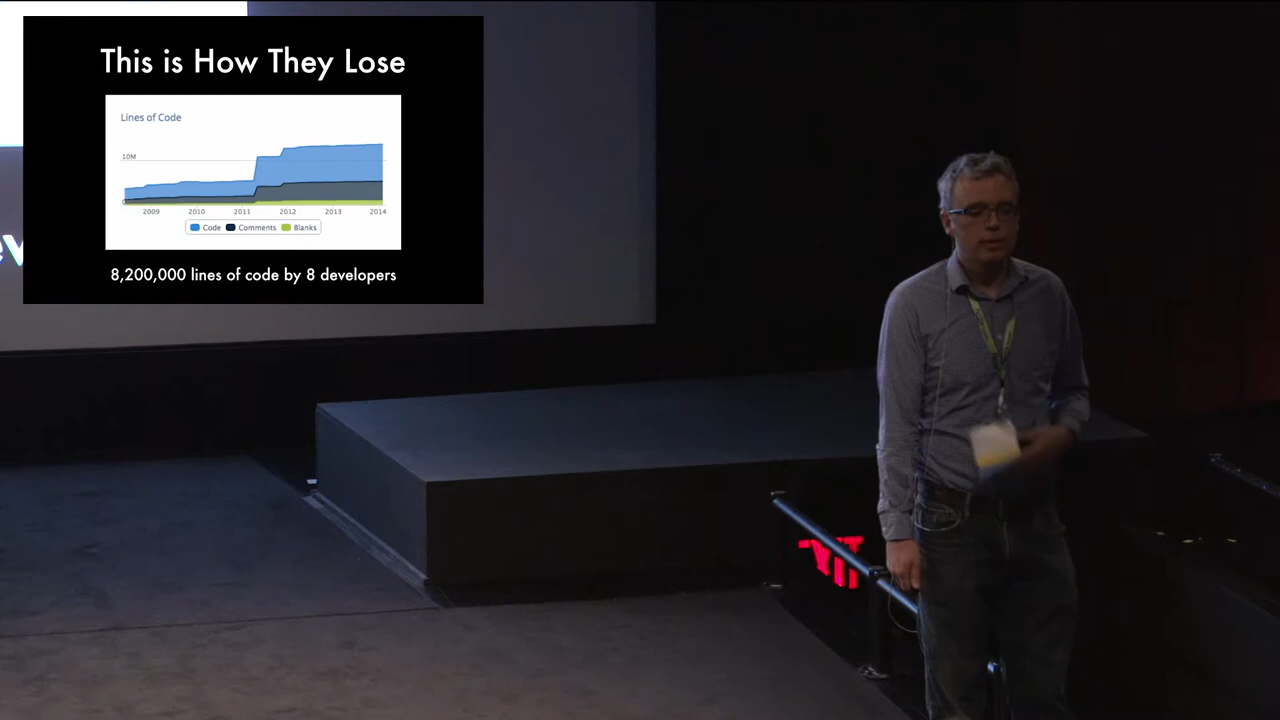 This is How They Lose
Lines of Code
10M
0
2009 2010 2011 2012 2013 2014
Code Comments Blanks
8,200,000 lines of code by 8 developers